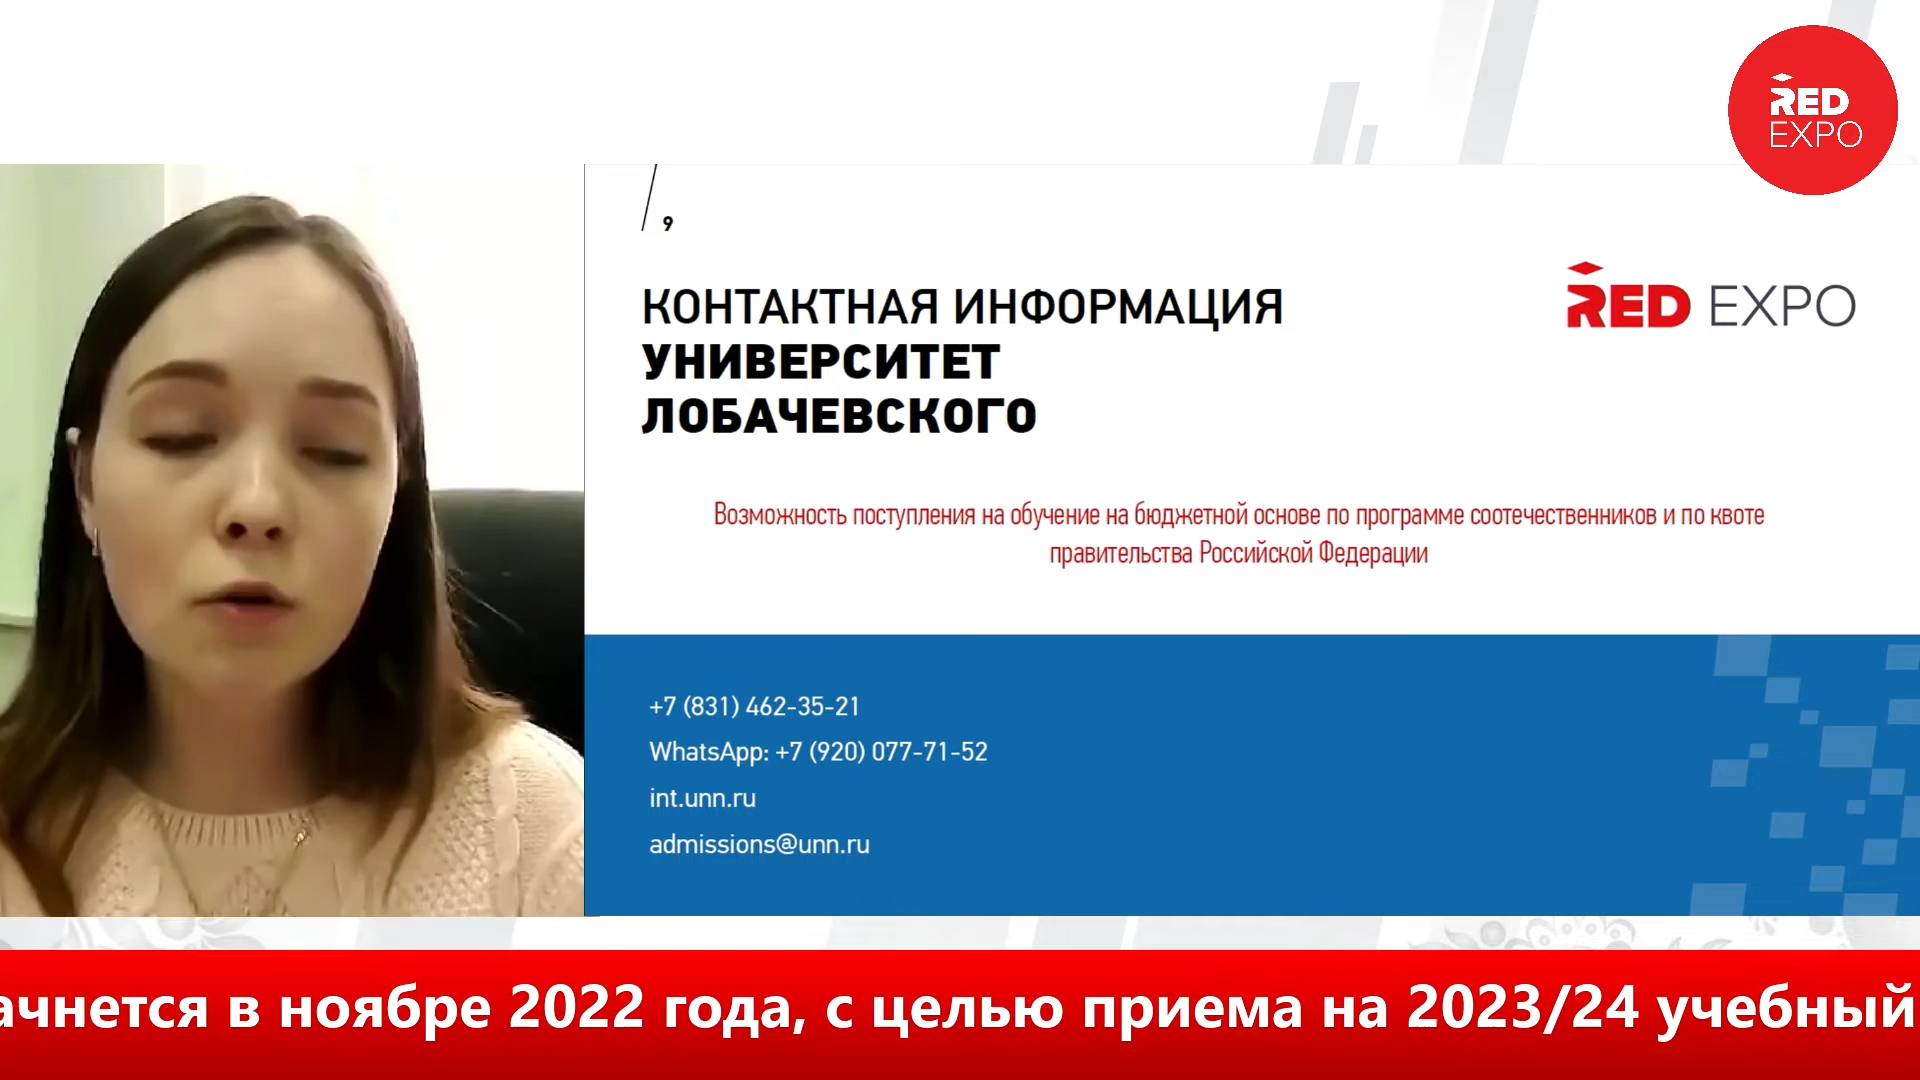 RED
EXPO
9
КОНТАКТНАЯ ИНФОРМАЦИЯ
УНИВЕРСИТЕТ
ЛОБАЧЕВСКОГО
RED EXPO
Возможность поступления на обучение на бюджетной основе по программе соотечественников и по квоте
правительства Российской Федерации
+7 (831) 462-35-21
WhatsApp: +7 (920) 077-71-52
int.unn.ru
admissions@unn.ru
ачнется в ноябре 2022 года, с целью приема на 2023/24 учебный